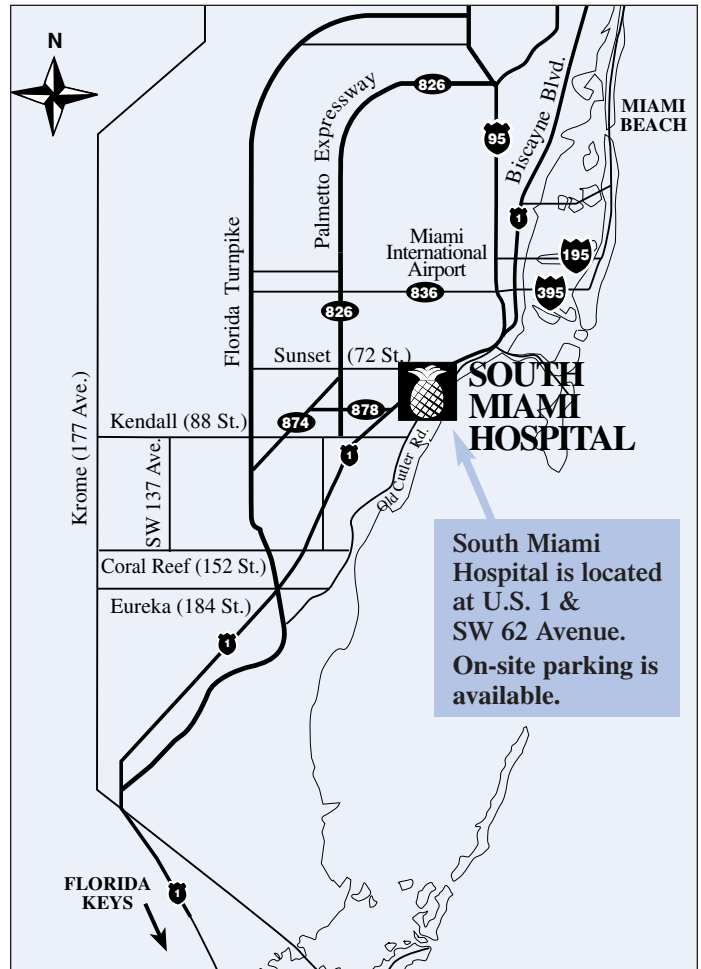 N
826
Palmetto Expressway
95
Biscayne Blvd.
MIAMI
BEACH
1
Miami
International
Airport
195
Florida Turnpike
836
395
826
Sunset (72 St.)
SOUTH
MIAMI
HOSPITAL
878
874
Kendall (88 St.)
1
Krome (177 Ave.)
SW 137 Ave.
Old Cutler Rd.
South Miami
Hospital is located
at U.S. 1 &
SW 62 Avenue.
On-site parking is
available.
Coral Reef (152 St.)
Eureka (184 St.)
1
FLORIDA
KEYS
1